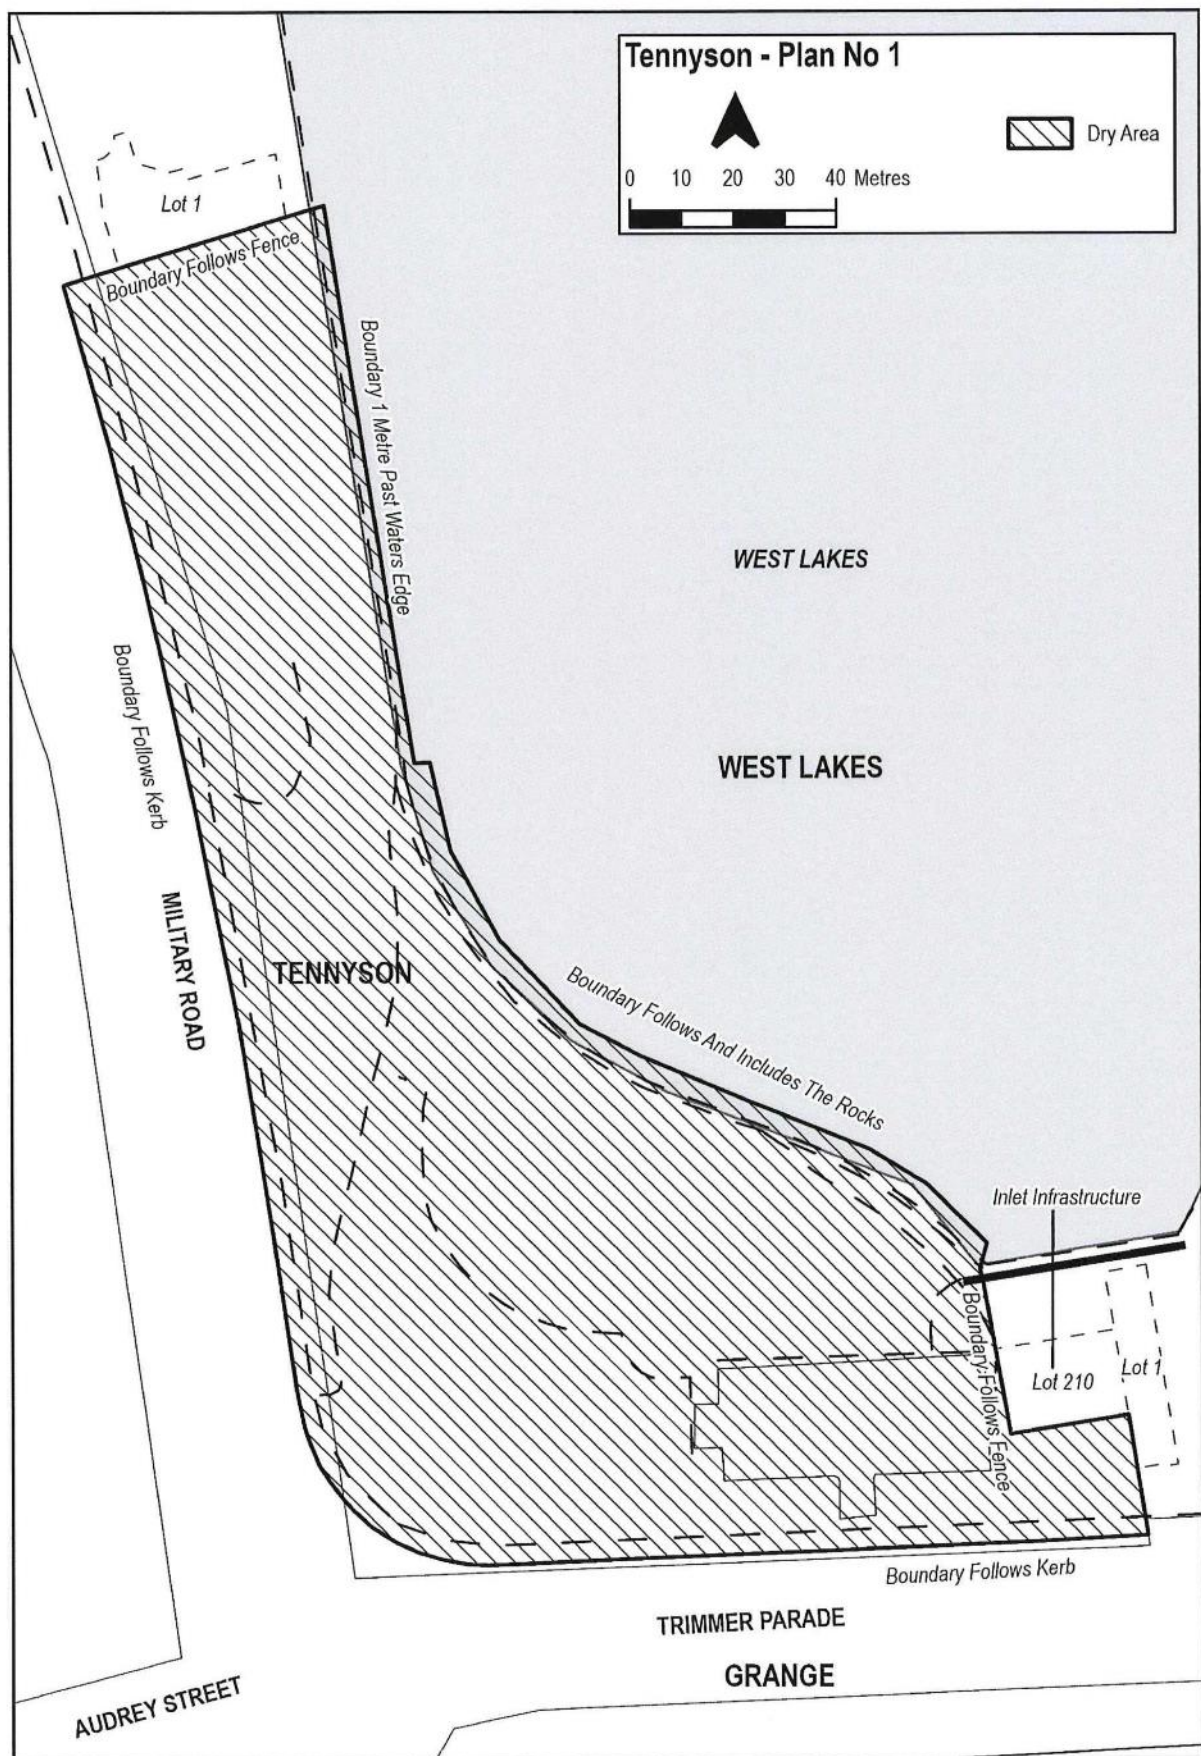 Tennyson - Plan No 1
Dry Area
0 10 20 30 40 Metres
Lot 1
Boundary Follows Fence
Boundary 1 Metre Past Waters Edge
WEST LAKES
Boundary Follows Kerb
WEST LAKES
MILITARY ROAD
TENNYSON
Boundary Follows And Includes The Rocks
Inlet Infrastructure
Boundary Follows Fence
Lot 210
Lot 1
Boundary Follows Kerb
TRIMMER PARADE
GRANGE
AUDREY STREET